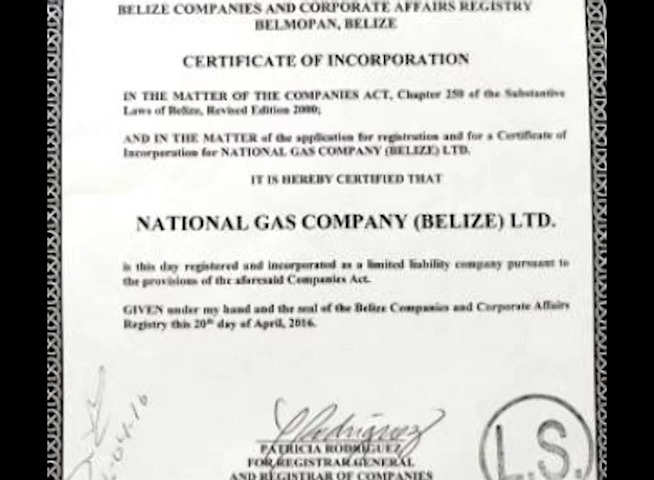 BELIZE COMPANIES AND CORPORATE AFFAIRS REGISTRY
BELMOPAN, BELIZE
CERTIFICATE OF INCORPORATION
IN THE MATTER OF THE COMPANIES ACT, Chapter 250 of the Substantive
Laws of Belize, Revised Edition 2000;
AND IN THE MATTER of the application for registration and for a Certificate of
Incorporation for NATIONAL GAS COMPANY (BELIZE) LTD.
IT IS HEREBY CERTIFIED THAT
NATIONAL GAS COMPANY (BELIZE) LTD.
is this day registered and incorporated as a limited liability company pursuant to
the provisions of the aforesaid Companies Act.
GIVEN under my hand and the seal of the Belize Companies and Corporate Affairs
Registry this 20th day of April, 2016.
PRodriguez
PATRICIA RODRIGUEZ
FOR REGISTRAR GENERAL
AND REGISTRAR OF COMPANIES
L.S.